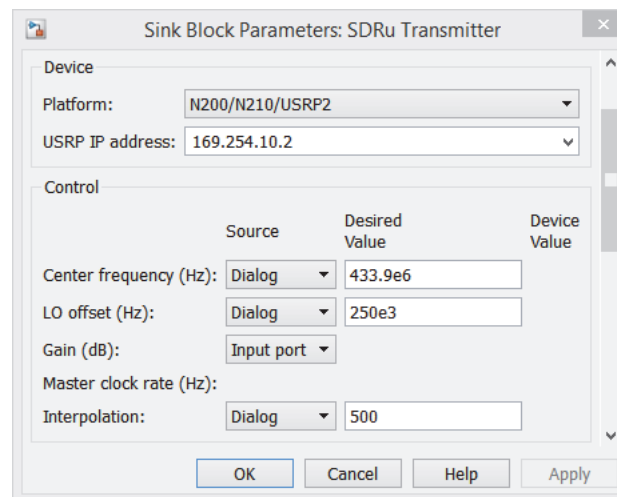 Sink Block Parameters: SDRu Transmitter
Device
Platform: N200/N210/USRP2
USRP IP address: 169.254.10.2
Control
Source Desired Value Device Value
Center frequency (Hz): Dialog 433.9e6
LO offset (Hz): Dialog 250e3
Gain (dB): Input port
Master clock rate (Hz):
Interpolation: Dialog 500
OK Cancel Help Apply